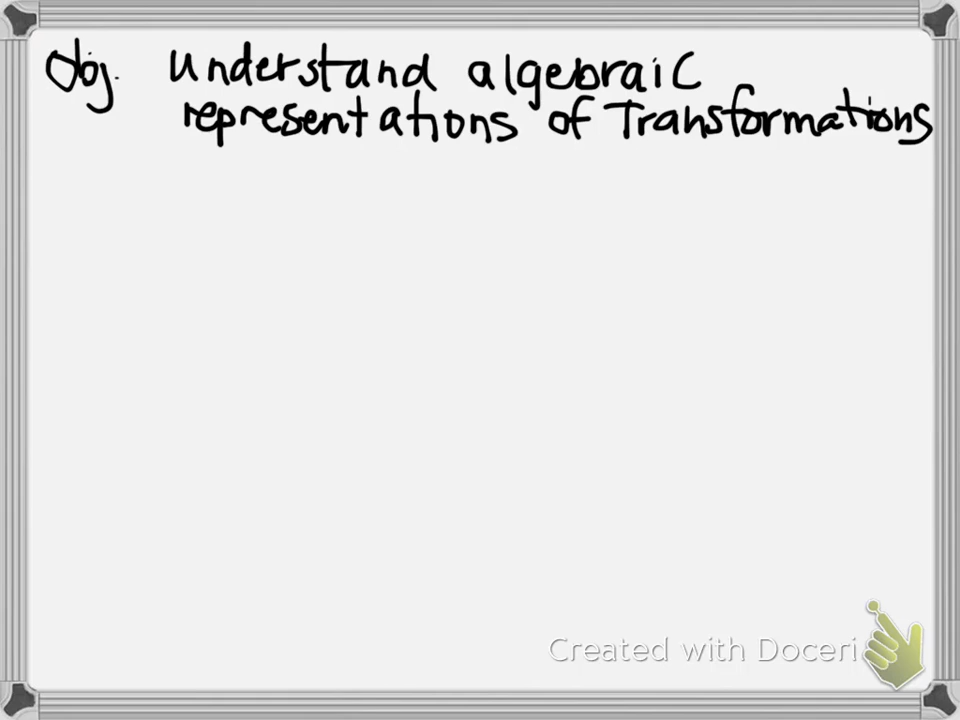 Obj. Understand algebraic
representations of Transformations
Created with Doceri